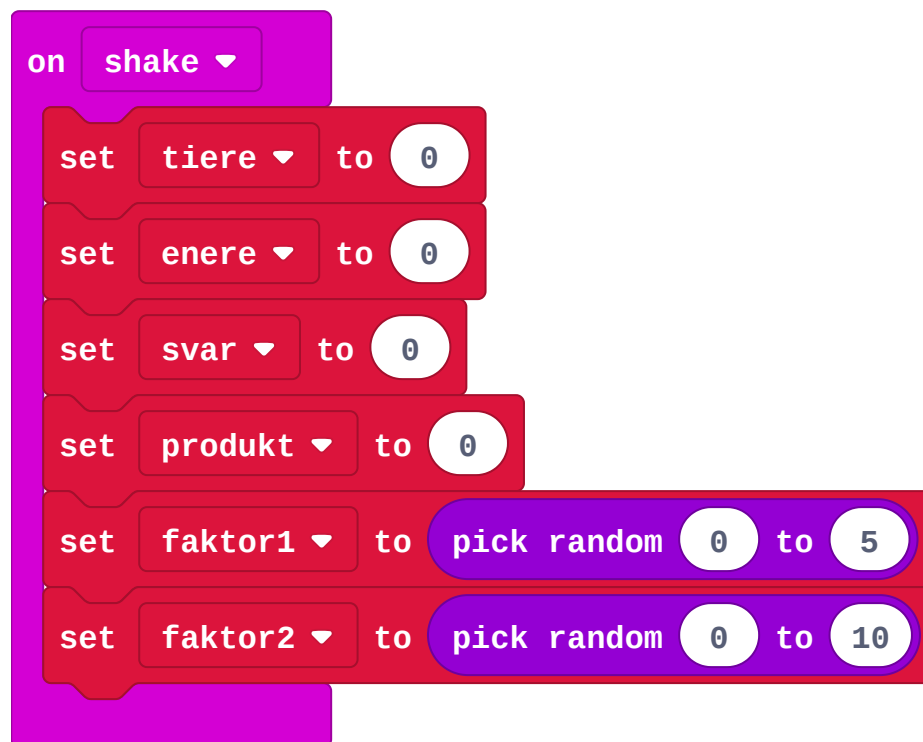 on shake
set tiere to 0
set enere to 0
set svar to 0
set produkt to 0
set faktor1 to pick random 0 to 5
set faktor2 to pick random 0 to 10